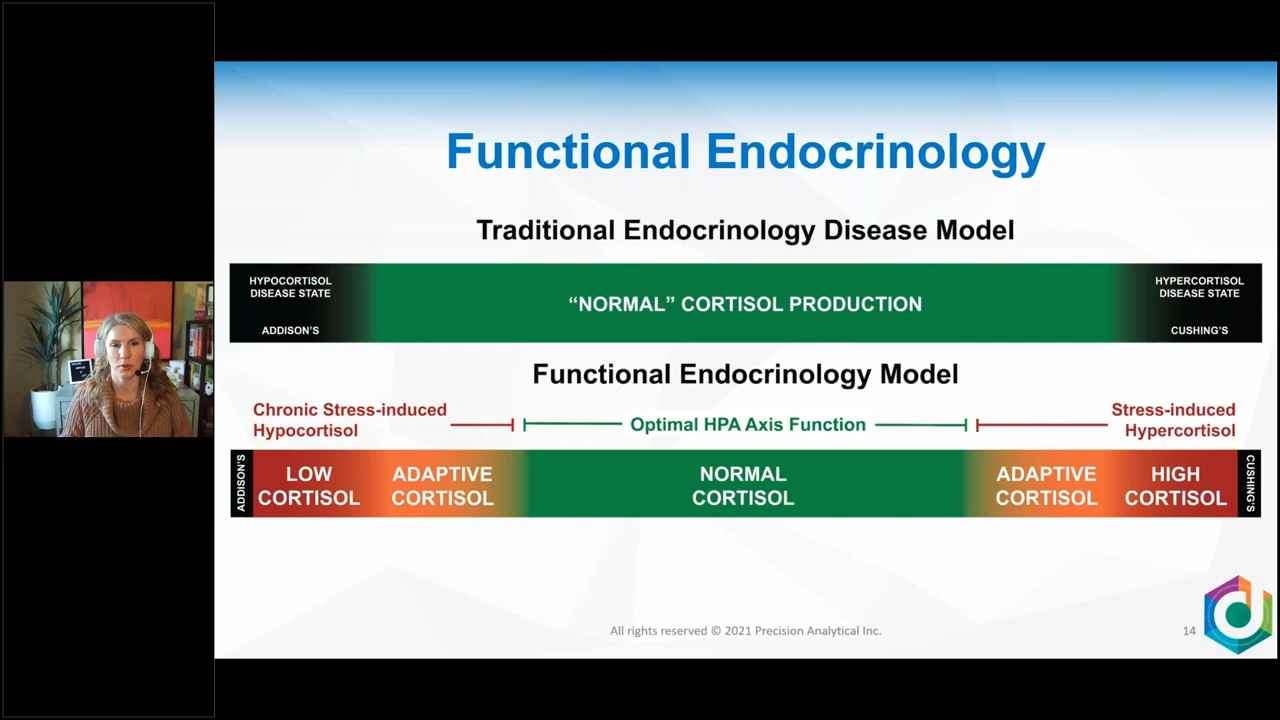 Functional Endocrinology
Traditional Endocrinology Disease Model
HYPOCORTISOL
DISEASE STATE
ADDISON'S
“NORMAL” CORTISOL PRODUCTION
HYPERCORTISOL
DISEASE STATE
CUSHING'S
Functional Endocrinology Model
Chronic Stress-induced
Hypocortisol
Optimal HPA Axis Function
Stress-induced
Hypercortisol
ADDISON'S
LOW
CORTISOL
ADAPTIVE
CORTISOL
NORMAL
CORTISOL
ADAPTIVE
CORTISOL
HIGH
CORTISOL
CUSHING'S
All rights reserved © 2021 Precision Analytical Inc.
14